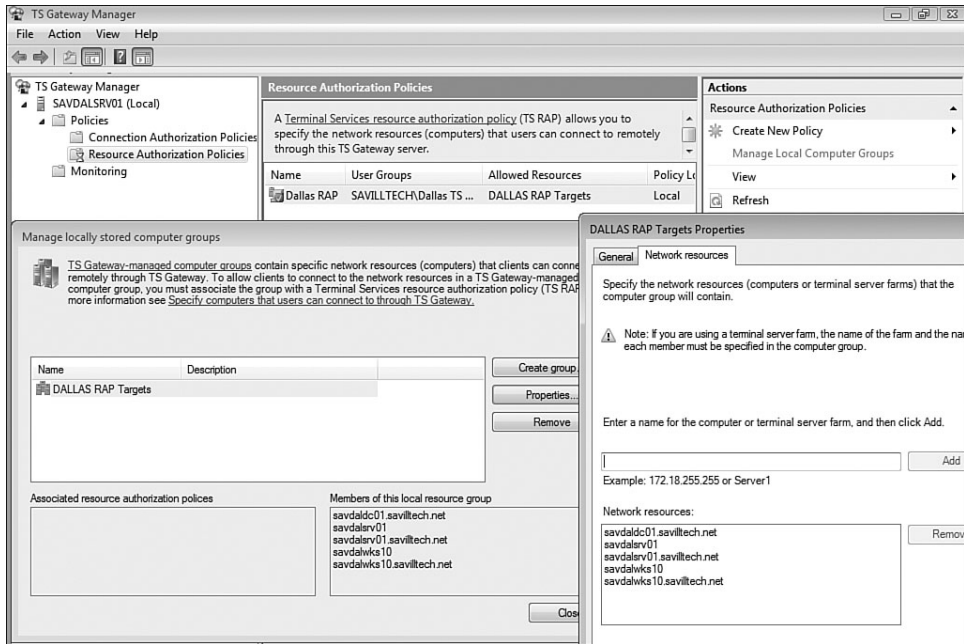 TS Gateway Manager
File Action View Help
TS Gateway Manager
SAVDALSRV01 (Local)
Policies
Connection Authorization Policies
Resource Authorization Policies
Monitoring
Resource Authorization Policies
A Terminal Services resource authorization policy (TS RAP) allows you to
specify the network resources (computers) that users can connect to remotely
through this TS Gateway server.
Name User Groups Allowed Resources Policy Lo
Dallas RAP SAVILLTECH\Dallas TS ... DALLAS RAP Targets Local
Actions
Resource Authorization Policies
Create New Policy
Manage Local Computer Groups
View
Refresh
Manage locally stored computer groups
TS Gateway-managed computer groups contain specific network resources (computers) that clients can conne
remotely through TS Gateway. To allow clients to connect to the network resources in a TS Gateway-managed
computer group, you must associate the group with a Terminal Services resource authorization policy (TS RAP
more information see Specify computers that users can connect to through TS Gateway.
Name Description
DALLAS RAP Targets
Create group
Properties...
Remove
Associated resource authorization polices
Members of this local resource group
savdaldc01.savilltech.net
savdalsrv01
savdalsrv01.savilltech.net
savdalwks10
savdalwks10.savilltech.net
Close
DALLAS RAP Targets Properties
General Network resources
Specify the network resources (computers or terminal server farms) that the
computer group will contain.
Note: If you are using a terminal server farm, the name of the farm and the na
each member must be specified in the computer group.
Enter a name for the computer or terminal server farm, and then click Add.
Add
Example: 172.18.255.255 or Server1
Network resources:
savdaldc01.savilltech.net
savdalsrv01
savdalsrv01.savilltech.net
savdalwks10
savdalwks10.savilltech.net
Remov